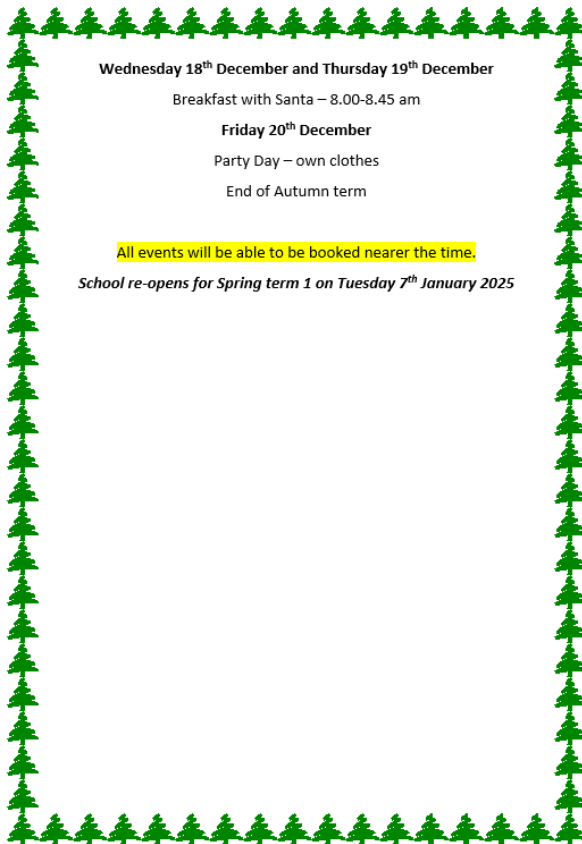 Wednesday 18th December and Thursday 19th December
Breakfast with Santa – 8.00-8.45 am
Friday 20th December
Party Day – own clothes
End of Autumn term
All events will be able to be booked nearer the time.
School re-opens for Spring term 1 on Tuesday 7th January 2025